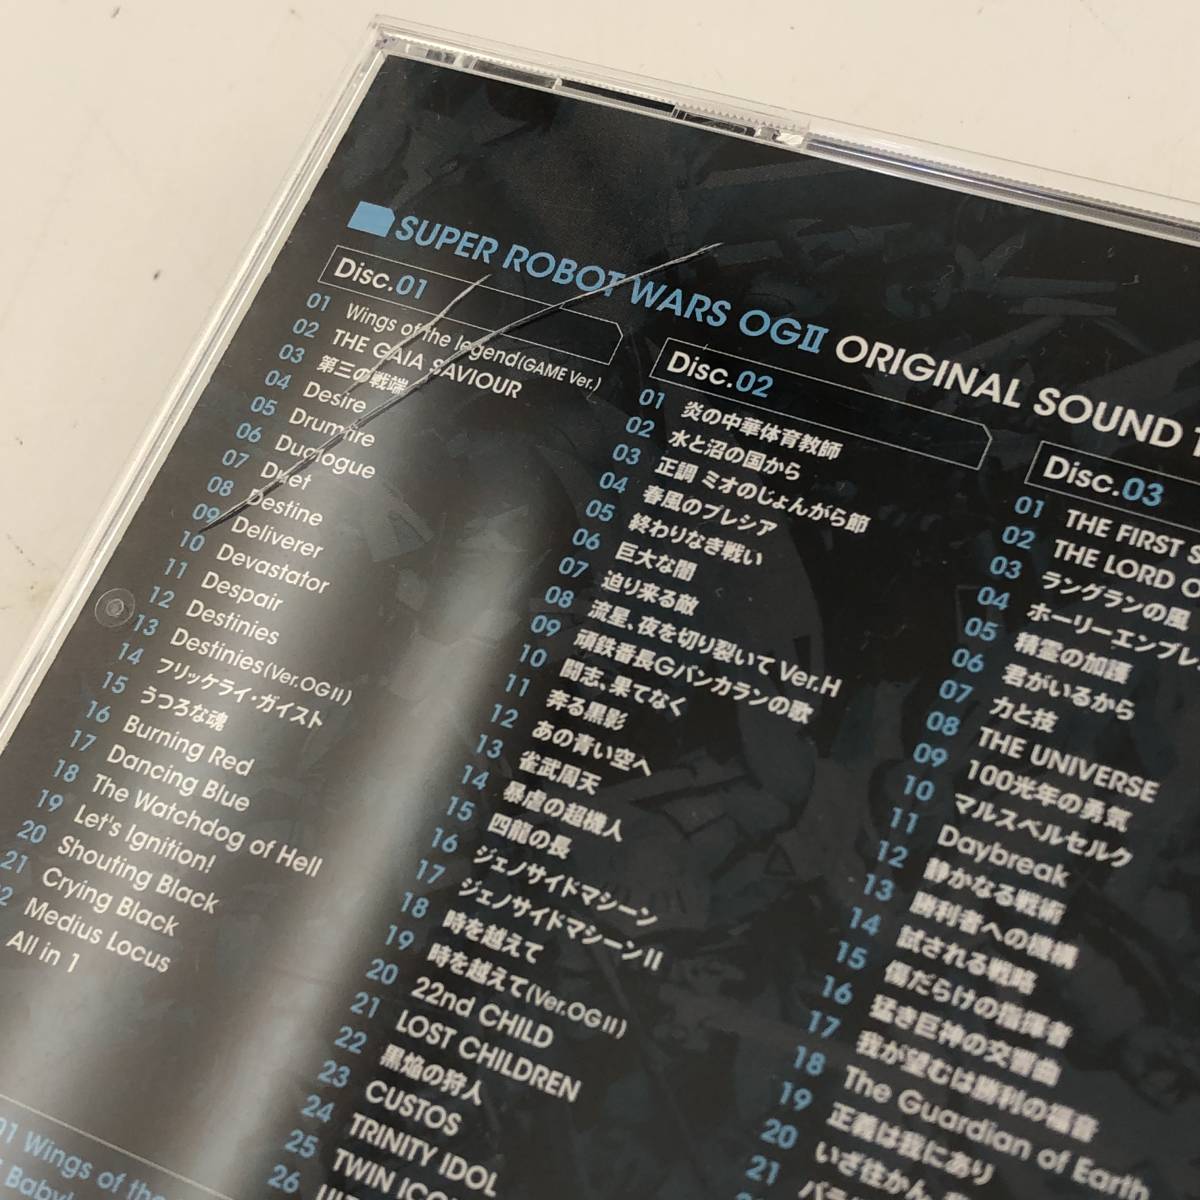 SUPER ROBOT WARS OGII ORIGINAL SOUND
Disc.01
01 Wings of the legend(GAME Ver.)
02 THE GAIA SAVIOUR
03 第三の戦端
04 Desire
05 Drumfire
06 Duologue
07 Duet
08 Destine
09 Deliverer
10 Devastator
11 Despair
12 Destinies
13 Destinies(Ver.OGII)
14 フリッケライ・ガイスト
15 うつろな魂
16 Burning Red
17 Dancing Blue
18 The Watchdog of Hell
19 Let's Ignition!
20 Shouting Black
21 Crying Black
2 Medius Locus
All in 1
01 Wings of the
Disc.02
01 炎の中華体育教師
02 水と沼の国から
03 正調 ミオのじょんがら節
04 春風のプレシア
05 終わりなき戦い
06 巨大な闇
07 迫り来る敵
08 流星、夜を切り裂いて Ver.H
09 頑鉄番長Gバンカランの歌
10 闘志、果てなく
11 奔る黒影
12 あの青い空へ
13 雀武周天
14 暴虐の超機人
15 四龍の長
16 ジェノサイドマシーン
17 ジェノサイドマシーンII
18 時を越えて
19 時を越えて(Ver.OGII)
20 22nd CHILD
21 LOST CHILDREN
22 黒焔の狩人
23 CUSTOS
24 TRINITY IDOL
25 TWIN ICO
26
Disc.03
01 THE FIRST S
02 THE LORD O
03 ラングランの風
04 ホーリーエンブレ
05 精霊の加護
06 君がいるから
07 力と技
08 THE UNIVERSE
09 100光年の勇気
10 マルスベルセルク
11 Daybreak
12 静かなる戦術
13 勝利者への機構
14 試される戦略
15 傷だらけの指揮者
16 猛き巨神の交響曲
17 我が望むは勝利の福音
18 The Guardian of Earth
19 正義は我にあり
20 いざ往かん、
21